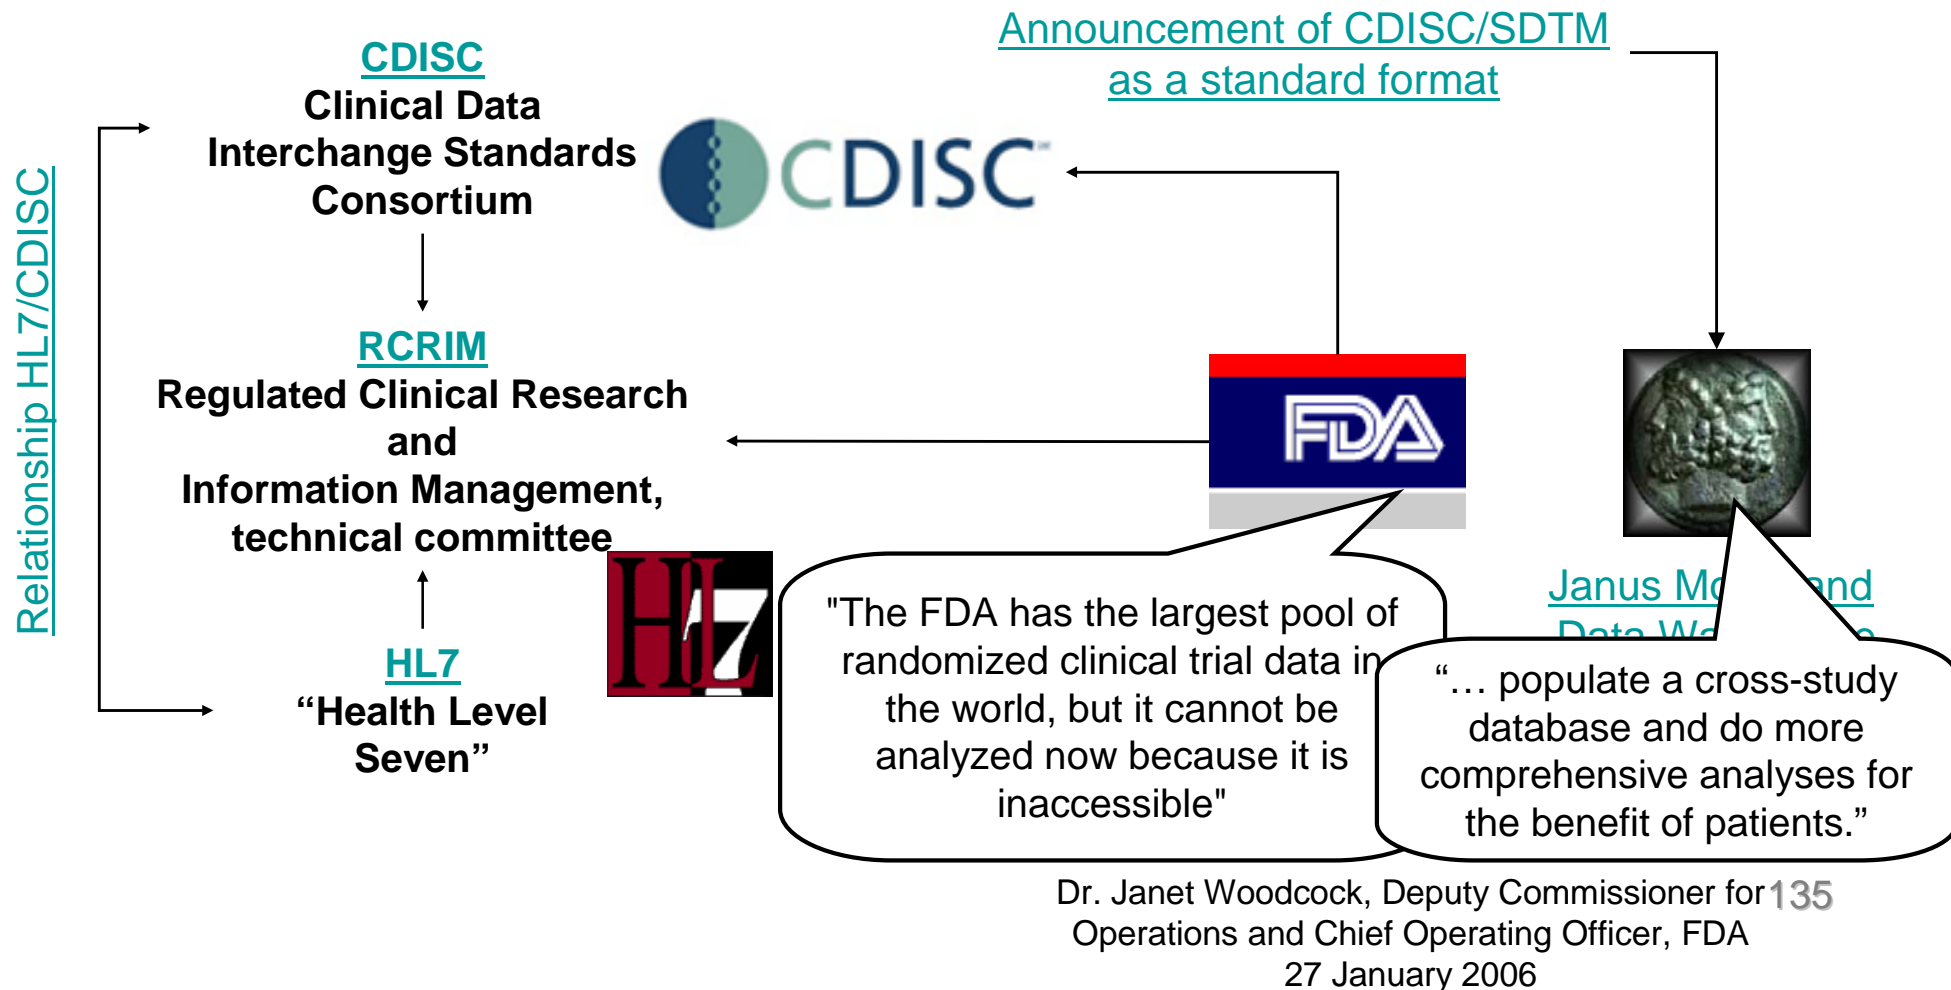 CDISC
Clinical Data
Interchange Standards
Consortium
CDISC
Announcement of CDISC/SDTM
as a standard format
Relationship HL7/CDISC
RCRIM
Regulated Clinical Research
and
Information Management,
technical committee
FDA
HL7
HL7
"Health Level
Seven”
"The FDA has the largest pool of
randomized clinical trial data in
the world, but it cannot be
analyzed now because it is
inaccessible"
Janus and
Data
“… populate a cross-study
database and do more
comprehensive analyses for
the benefit of patients.”
Dr. Janet Woodcock, Deputy Commissioner for
Operations and Chief Operating Officer, FDA
27 January 2006
135